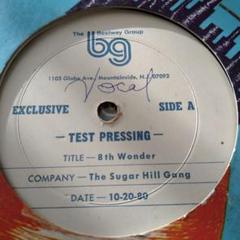 The Bestway Group
bg
1105 Globe Ave., Mountainside, N.J. 07092
Vocal
EXCLUSIVE SIDE A
— TEST PRESSING —
TITLE — 8th Wonder
COMPANY — The Sugar Hill Gang
DATE — 10-20-80